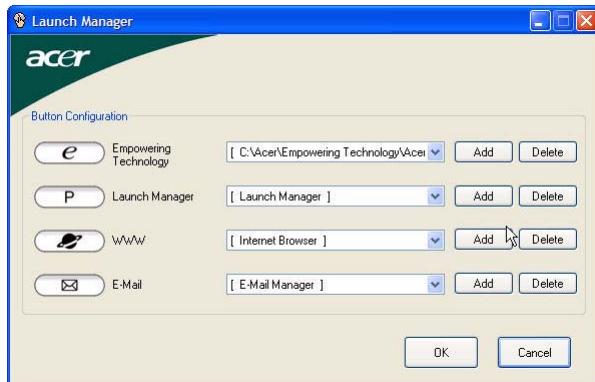 Launch Manager
acer
Button Configuration
e Empowering Technology [ C:\Acer\Empowering Technology\Acer Add Delete
P Launch Manager [ Launch Manager ] Add Delete
WWW [ Internet Browser ] Add Delete
E-Mail [ E-Mail Manager ] Add Delete
OK Cancel